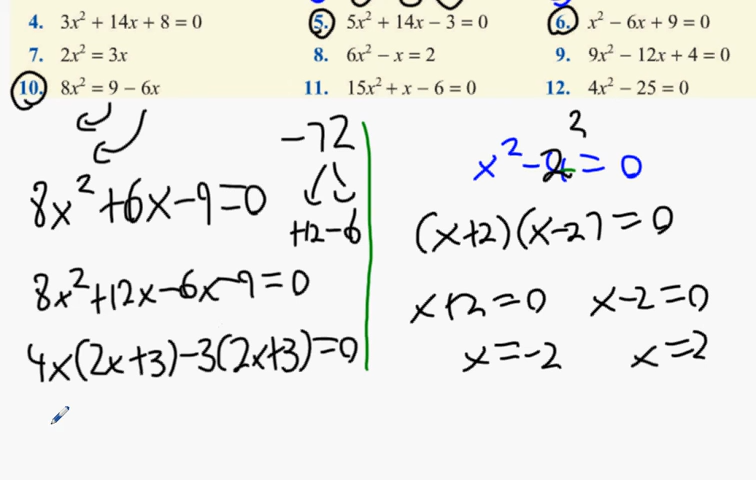 4. 3x² + 14x + 8 = 0
5. 5x² + 14x − 3 = 0
6. x² − 6x + 9 = 0
7. 2x² = 3x
8. 6x² − x = 2
9. 9x² − 12x + 4 = 0
10. 8x² = 9 − 6x
11. 15x² + x − 6 = 0
12. 4x² − 25 = 0
8x²+6x−9=0
−72
+12−6
8x²+12x−6x−9=0
4x(2x+3)−3(2x+3)=0
2
x²−2=0
(x+2)(x−2)=0
x+2=0 x−2=0
x=−2 x=2